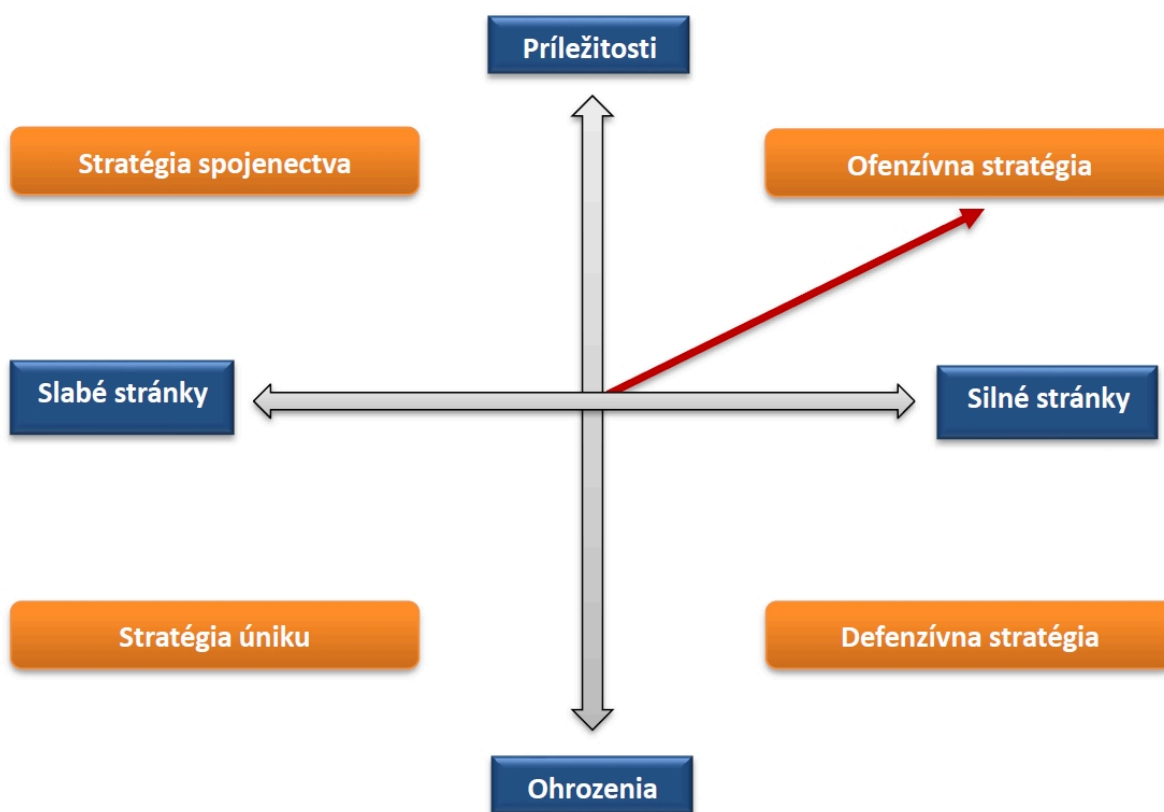 Príležitosti
Stratégia spojenectva
Ofenzívna stratégia
Slabé stránky
Silné stránky
Stratégia úniku
Defenzívna stratégia
Ohrozenia